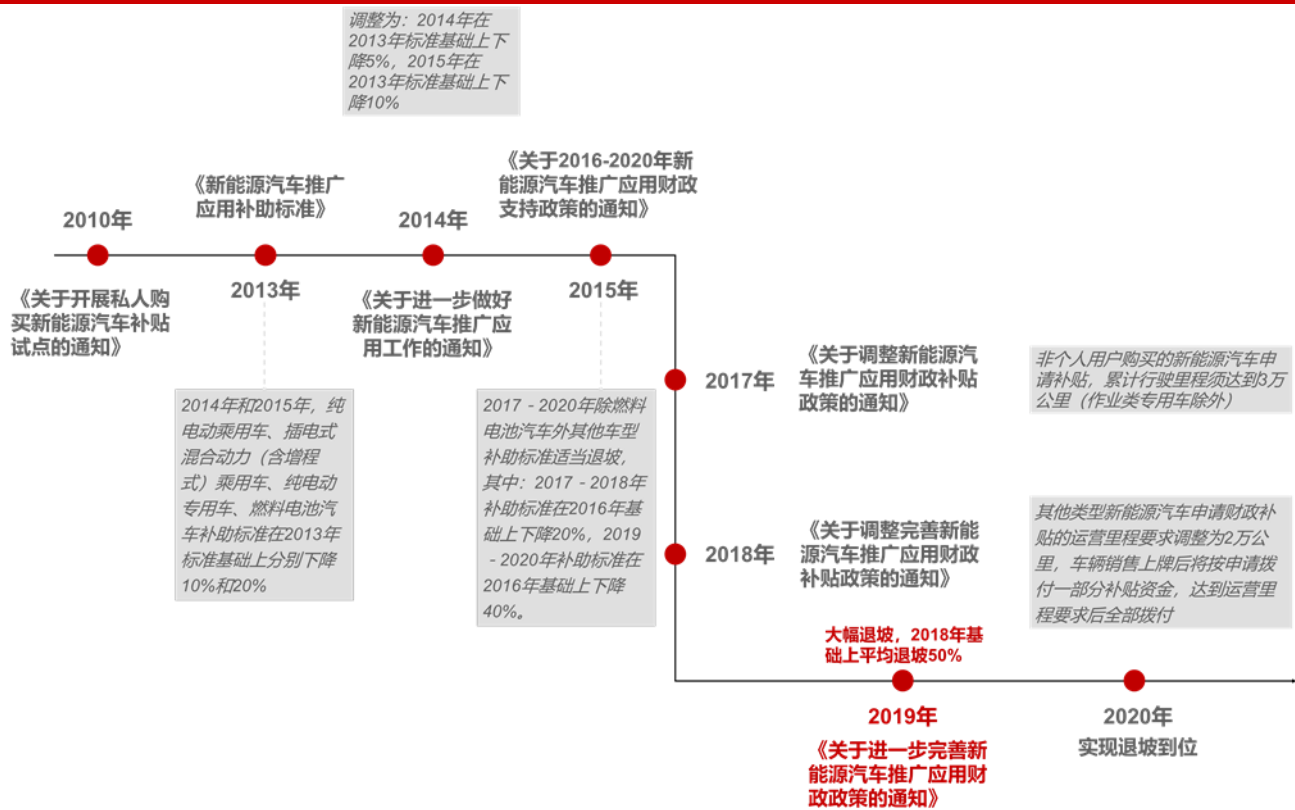 调整为：2014年在
2013年标准基础上下
降5%，2015年在
2013年标准基础上下
降10%
2010年
《关于开展私人购
买新能源汽车补贴
试点的通知》
《新能源汽车推广
应用补助标准》
2013年
2014年和2015年，纯
电动乘用车、插电式
混合动力（含增程
式）乘用车、纯电动
专用车、燃料电池汽
车补助标准在2013年
标准基础上分别下降
10%和20%
2014年
《关于进一步做好
新能源汽车推广应
用工作的通知》
《关于2016-2020年新
能源汽车推广应用财政
支持政策的通知》
2015年
2017 - 2020年除燃料
电池汽车外其他车型
补助标准适当退坡，
其中：2017 - 2018年
补助标准在2016年基
础上下降20%，2019
- 2020年补助标准在
2016年基础上下降
40%。
2017年
《关于调整新能源汽
车推广应用财政补贴
政策的通知》
非个人用户购买的新能源汽车申
请补贴，累计行驶里程须达到3万
公里（作业类专用车除外）
2018年
《关于调整完善新能
源汽车推广应用财政
补贴政策的通知》
其他类型新能源汽车申请财政补
贴的运营里程要求调整为2万公
里，车辆销售上牌后将按申请拨
付一部分补贴资金，达到运营里
程要求后全部拨付
大幅退坡，2018年基
础上平均退坡50%
2019年
《关于进一步完善新
能源汽车推广应用财
政政策的通知》
2020年
实现退坡到位